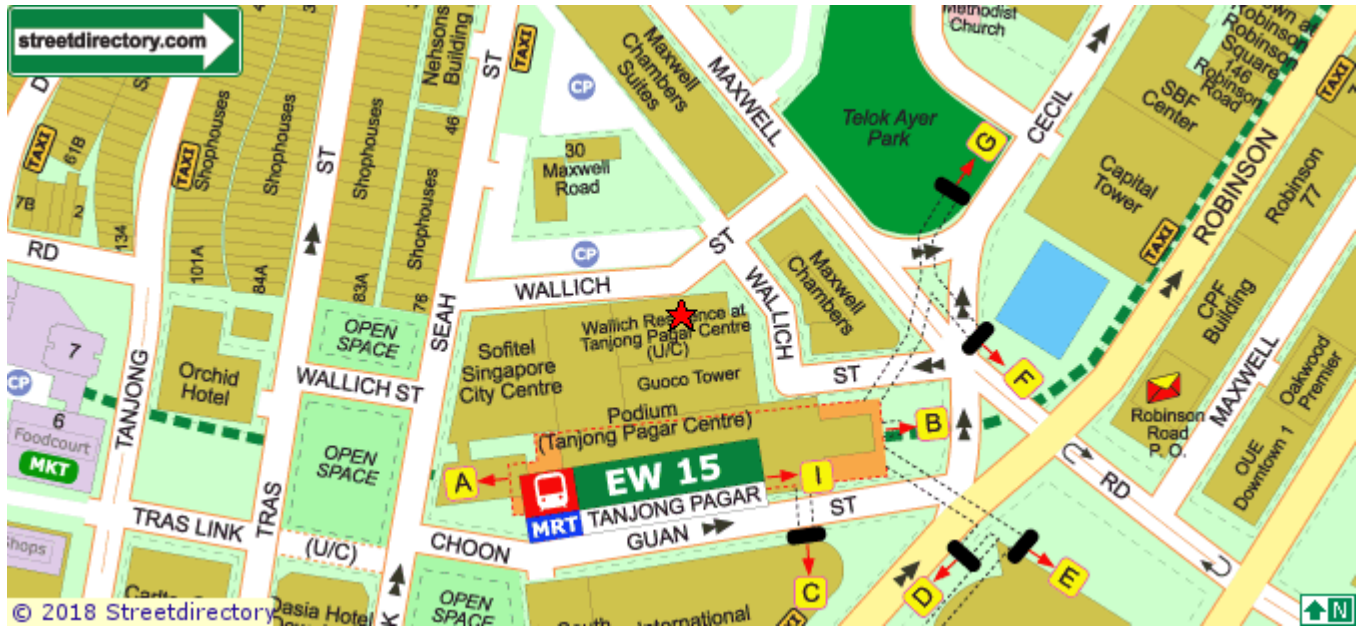 streetdirectory.com
D
TAXI
61B
7B
2
134
RD
TAXI
Shophouses
101A
Shophouses
84A
ST
Shophouses
83A
Nehsons
Building
46
ST
TAXI
Shophouses
76
SEAH
CP
30
Maxwell
Road
CP
Maxwell
Chambers
Suites
MAXWELL
Methodist
Church
Telok Ayer
Park
G
CECIL
Robinson
Square
146
Robinson
Road
SBF
Center
Capital
Tower
TAXI
ROBINSON
TAXI
Robinson
77
CPF
Building
MAXWELL
Oakwood
Premier
OUE
Downtown 1
Robinson
Road
P. O.
RD
WALLICH
ST
WALLICH
ST
Maxwell
Chambers
F
B
Wallich Residence at
Tanjong Pagar Centre
(U/C)
Guoco Tower
Sofitel
Singapore
City Centre
Podium
(Tanjong Pagar Centre)
A
EW 15
I
MRT
TANJONG PAGAR
OPEN
SPACE
WALLICH ST
OPEN
SPACE
Orchid
Hotel
TANJONG
7
CP
6
Foodcourt
MKT
TRAS LINK
TRAS
(U/C)
CHOON
GUAN
ST
Shops
OPEN
SPACE
C
D
E
TAXI
International
Oasia Hotel
K
© 2018 Streetdirectory
N